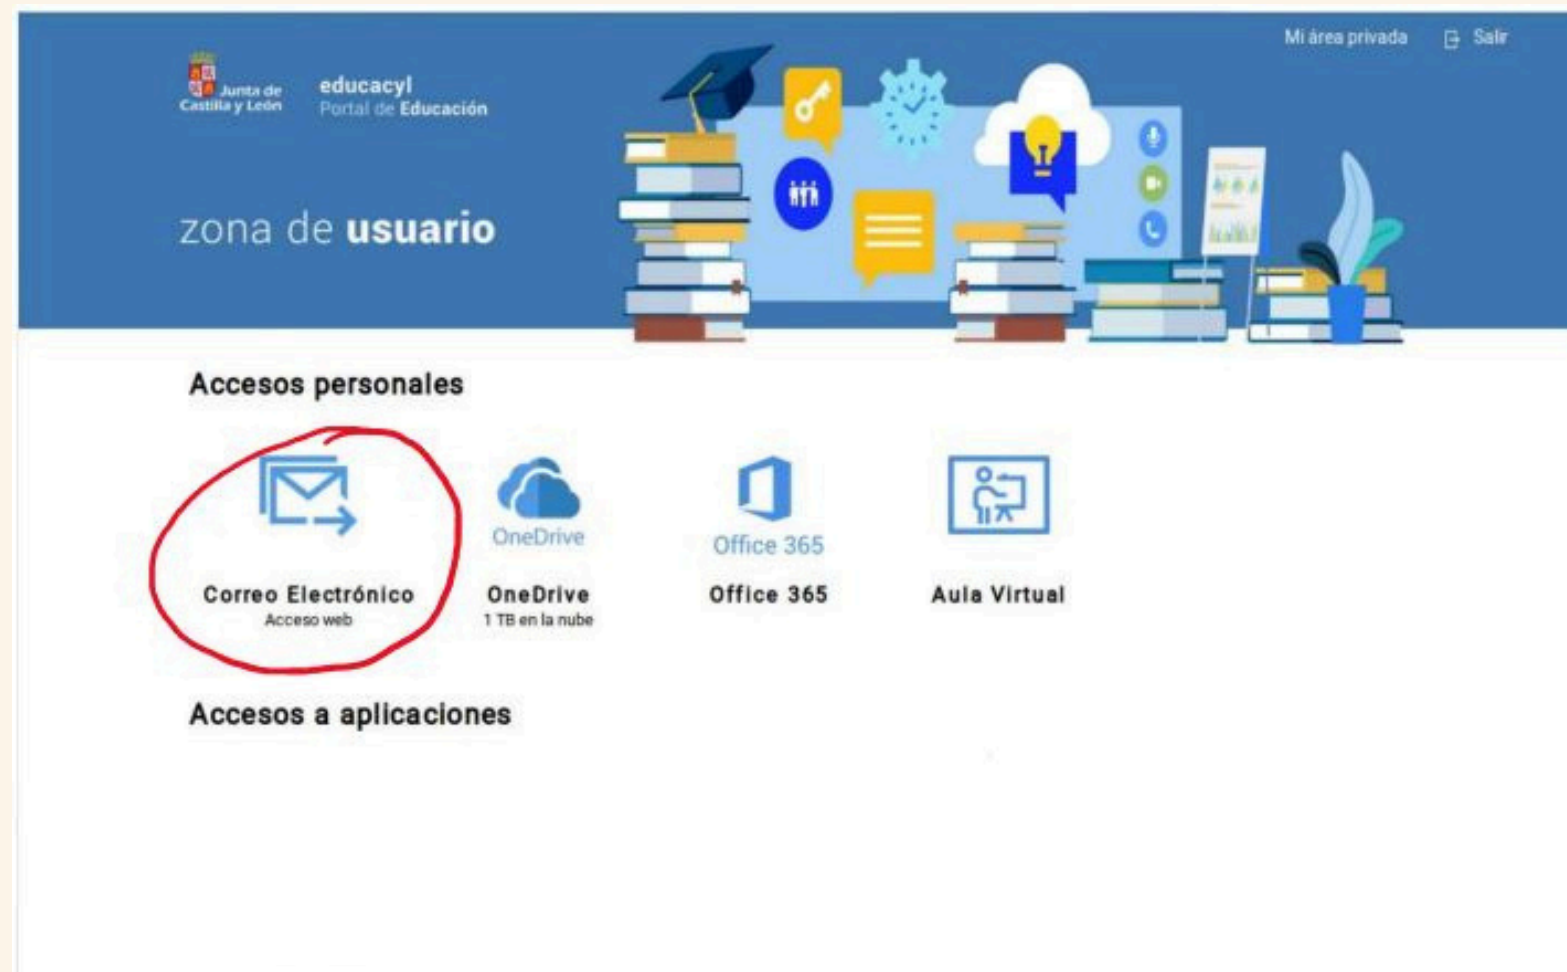 Mi área privada
Salir
Junta de
Castilla y León
educacyl
Portal de Educación
zona de usuario
Accesos personales
OneDrive
Office 365
Correo Electrónico
Acceso web
OneDrive
1 TB en la nube
Office 365
Aula Virtual
Accesos a aplicaciones